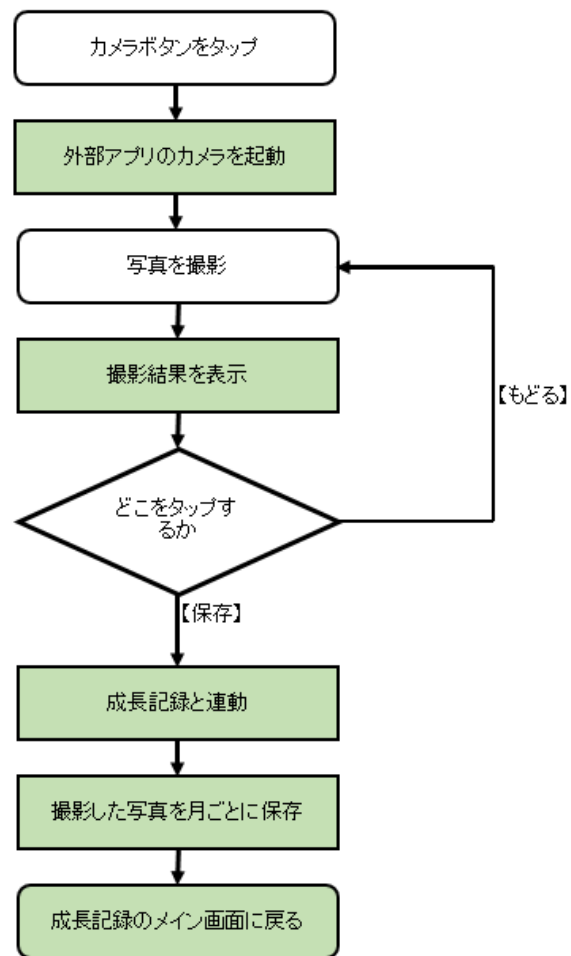 カメラボタンをタップ
外部アプリのカメラを起動
写真を撮影
撮影結果を表示
【もどる】
どこをタップす
るか
【保存】
成長記録と連動
撮影した写真を月ごとに保存
成長記録のメイン画面に戻る